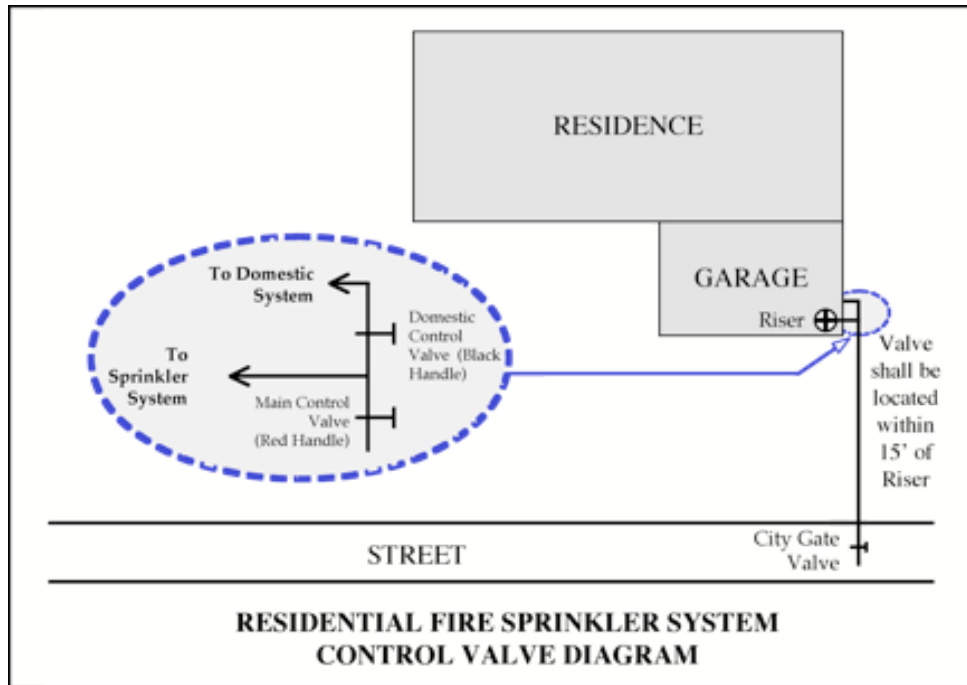 RESIDENCE
GARAGE
Riser
Valve
shall be
located
within
15' of
Riser
To Domestic
System
Domestic
Control
Valve (Black
Handle)
To
Sprinkler
System
Main Control
Valve
(Red Handle)
City Gate
Valve
STREET
RESIDENTIAL FIRE SPRINKLER SYSTEM
CONTROL VALVE DIAGRAM